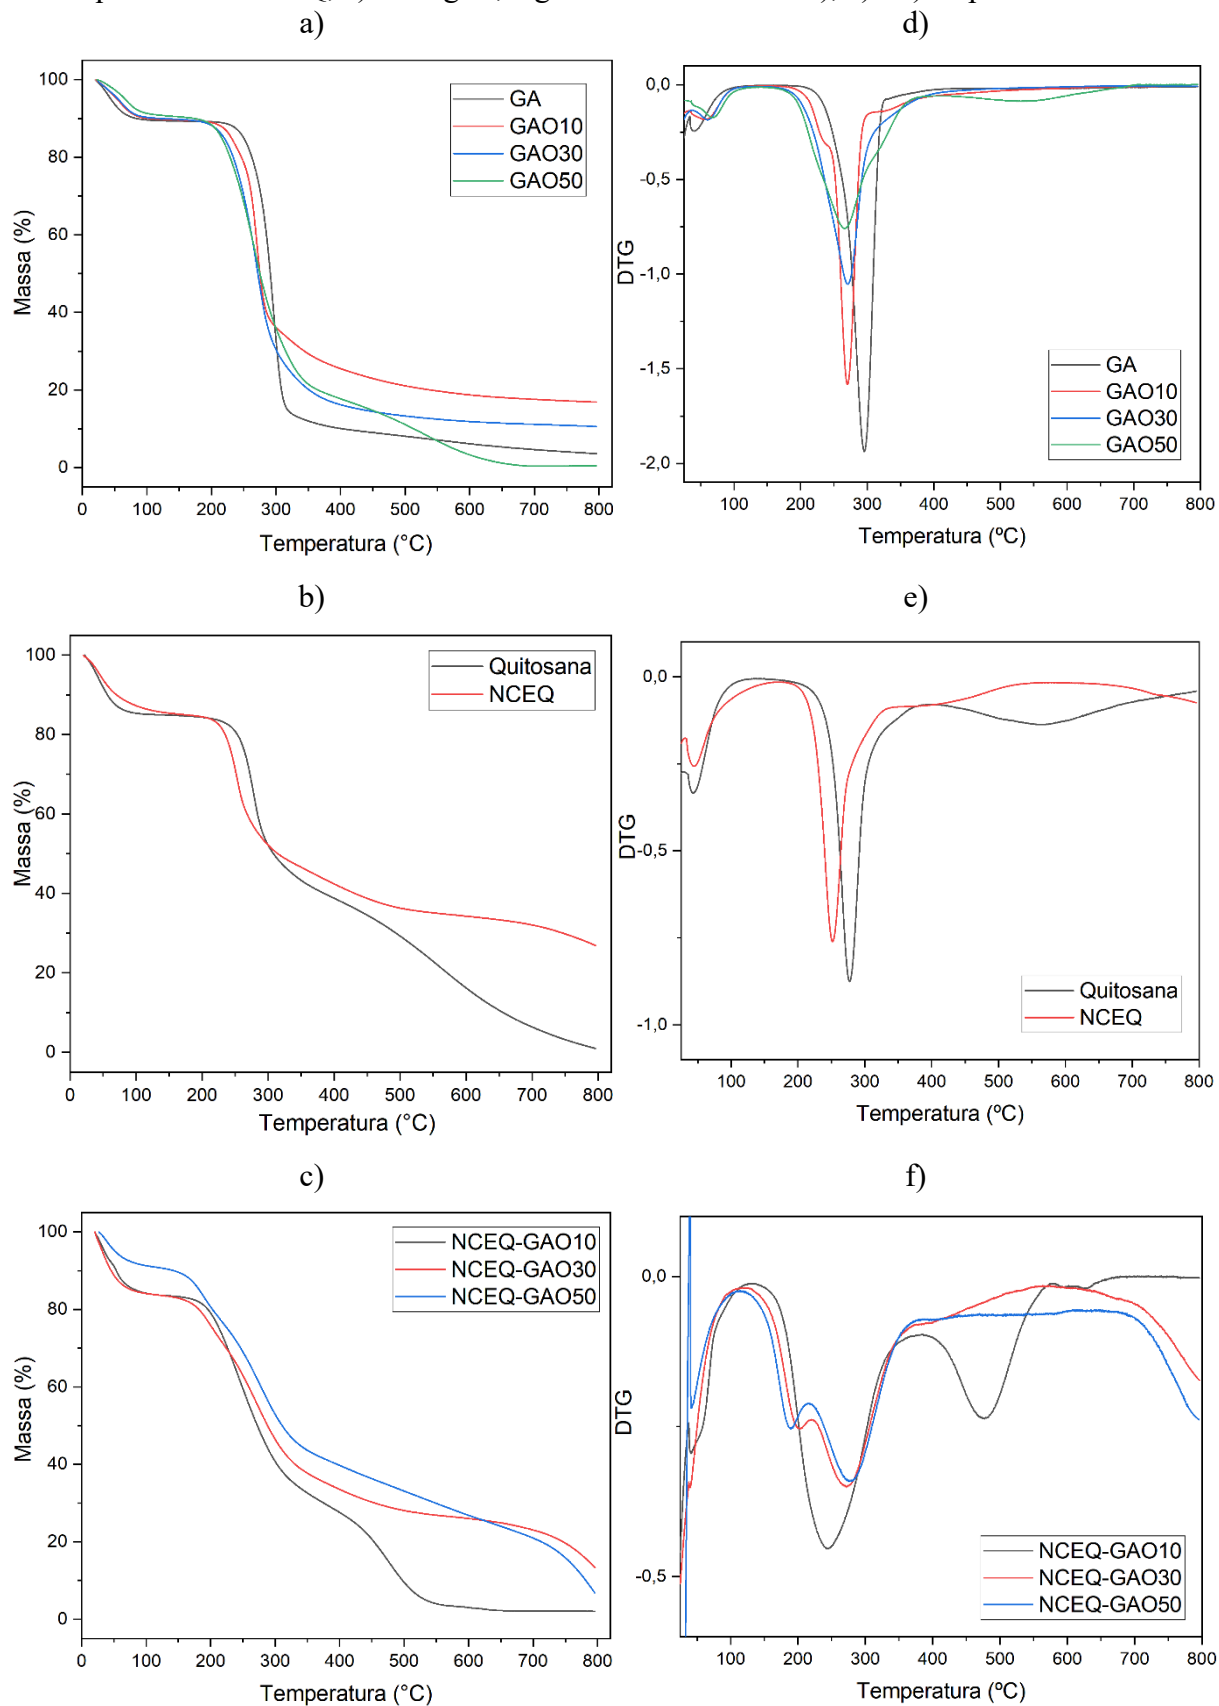 a)
d)
100
80
60
40
20
0
0 100 200 300 400 500 600 700 800
Massa (%)
Temperatura (°C)
GA
GAO10
GAO30
GAO50
0,0
-0,5
-1,0
-1,5
-2,0
100 200 300 400 500 600 700 800
DTG
Temperatura (ºC)
GA
GAO10
GAO30
GAO50
b)
e)
100
80
60
40
20
0
0 100 200 300 400 500 600 700 800
Massa (%)
Temperatura (°C)
Quitosana
NCEQ
0,0
-0,5
-1,0
100 200 300 400 500 600 700 800
DTG
Temperatura (ºC)
Quitosana
NCEQ
c)
f)
100
80
60
40
20
0
0 100 200 300 400 500 600 700 800
Massa (%)
Temperatura (°C)
NCEQ-GAO10
NCEQ-GAO30
NCEQ-GAO50
0,0
-0,5
100 200 300 400 500 600 700 800
DTG
Temperatura (ºC)
NCEQ-GAO10
NCEQ-GAO30
NCEQ-GAO50